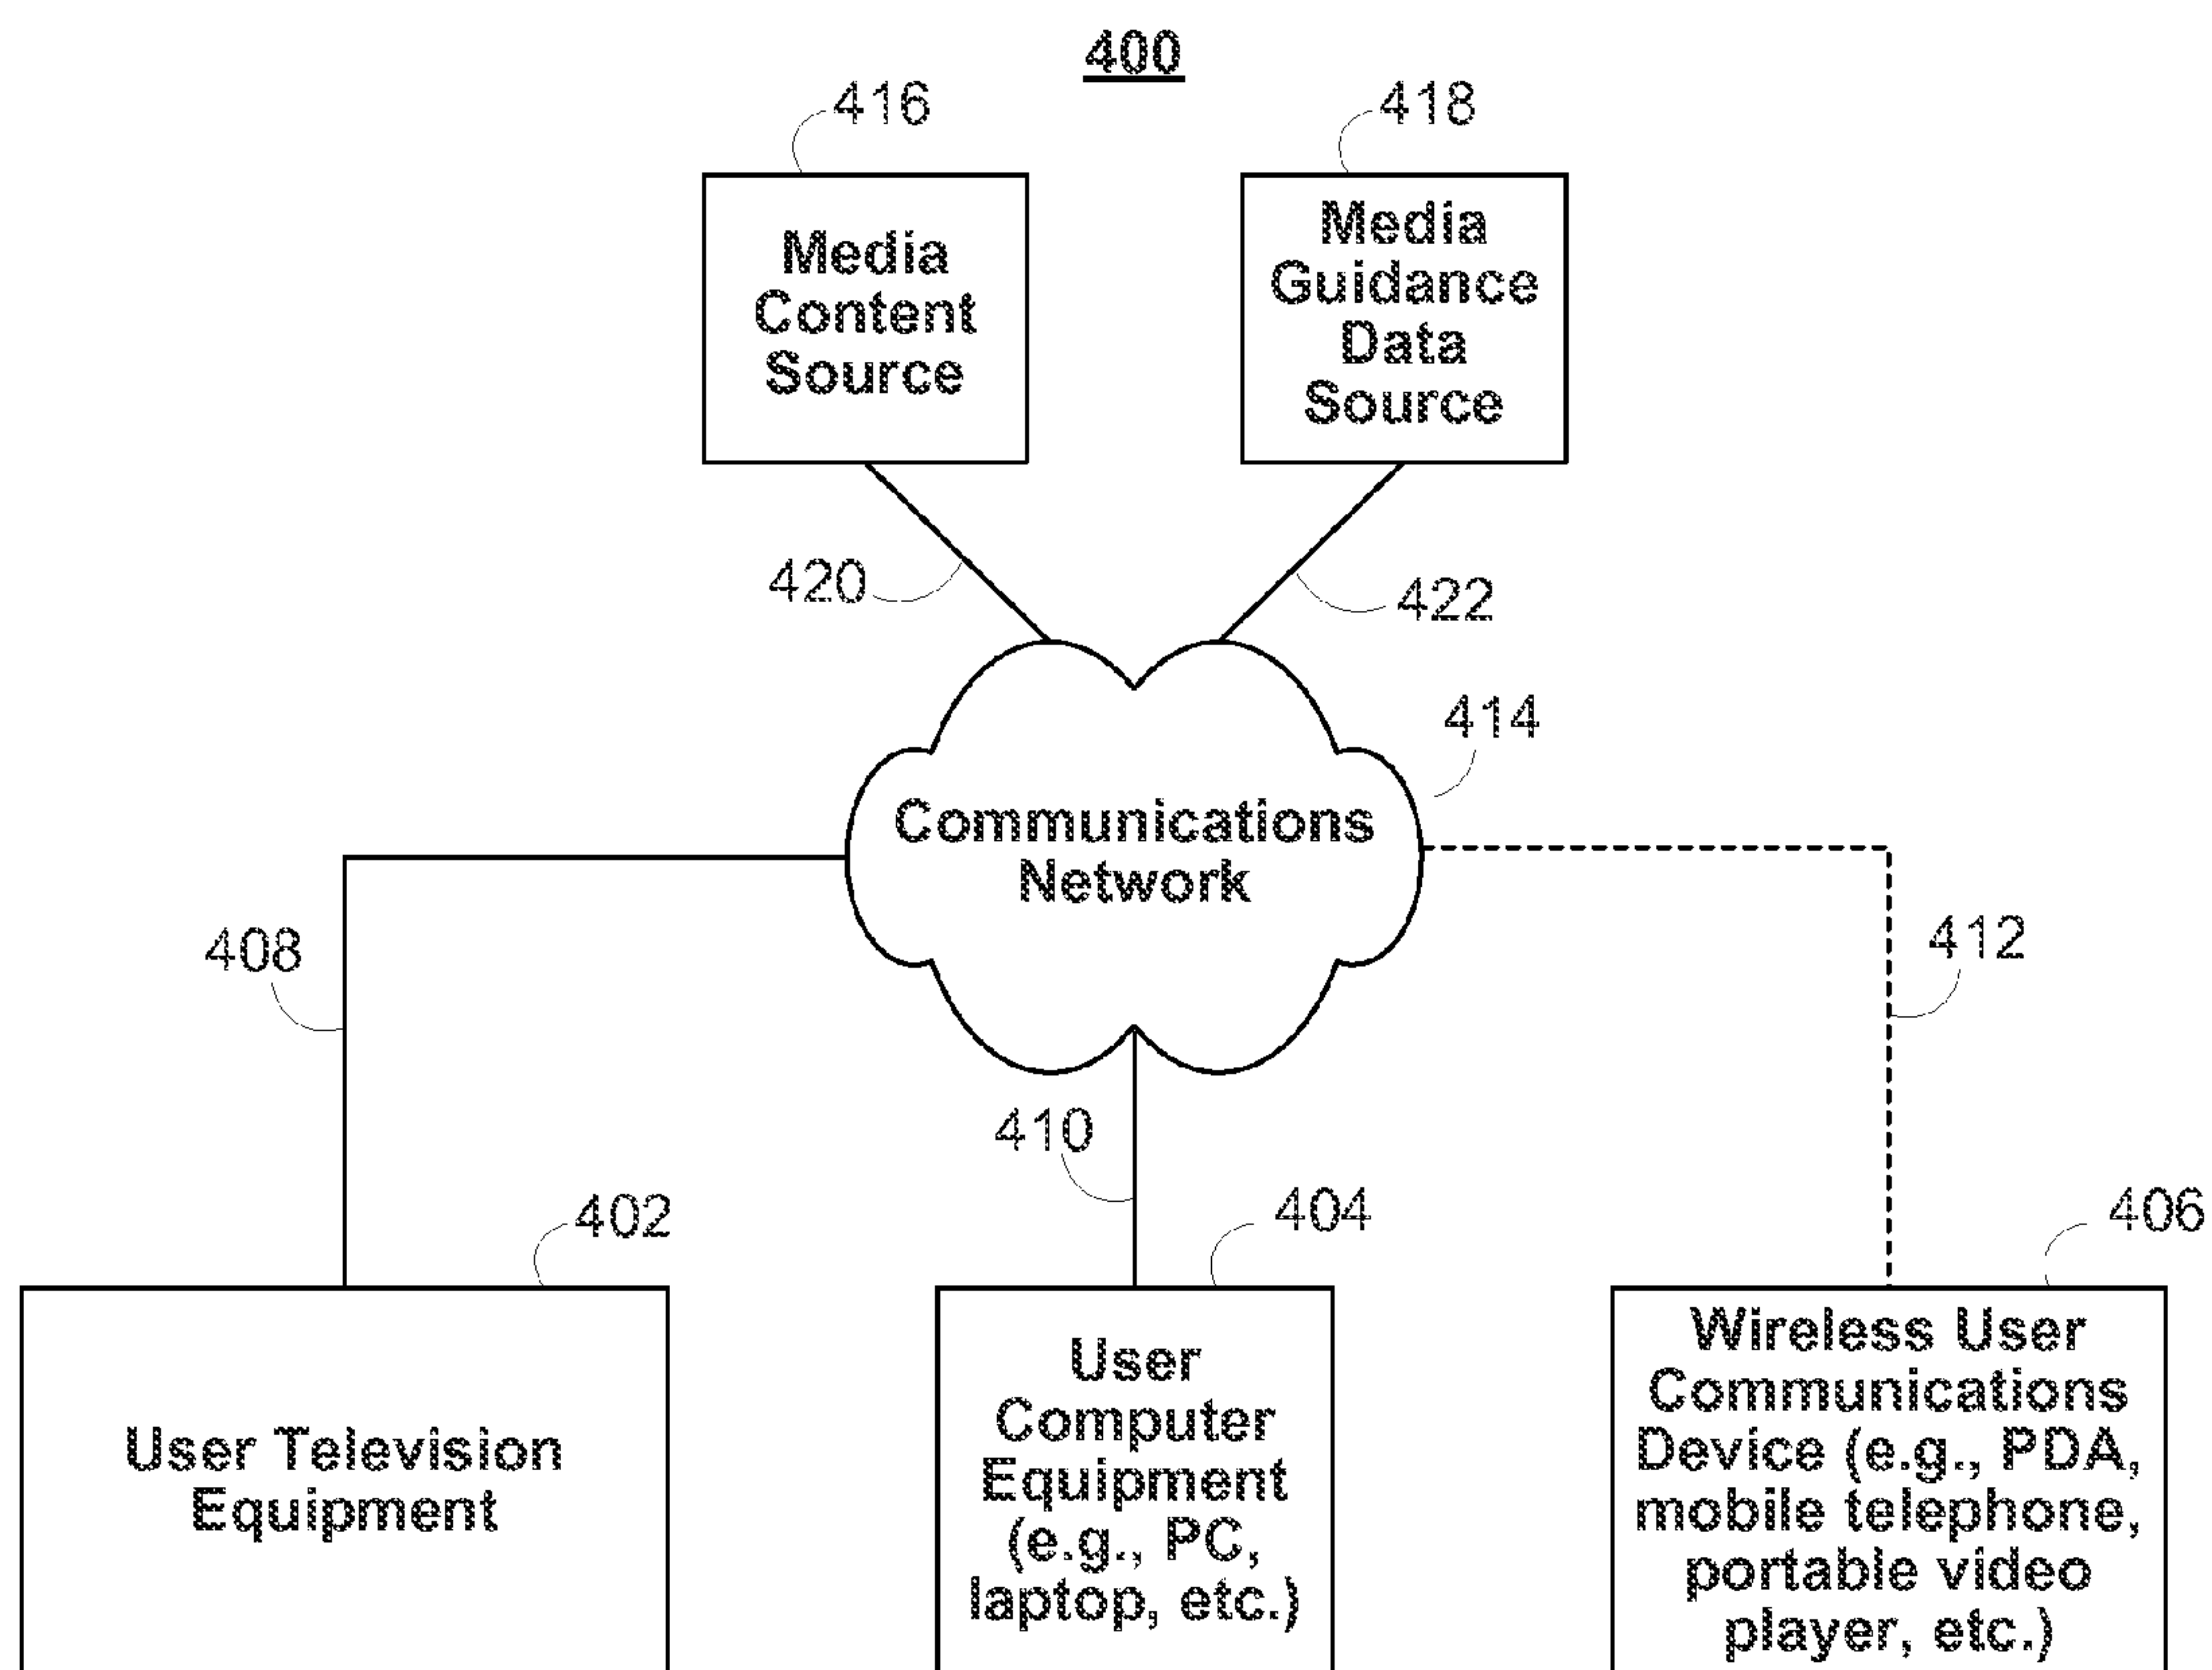 400
416
418
Media
Content
Source
Media
Guidance
Data
Source
420
422
414
Communications
Network
408
412
410
402
404
406
User Television
Equipment
User
Computer
Equipment
(e.g., PC,
laptop, etc.)
Wireless User
Communications
Device (e.g., PDA,
mobile telephone,
portable video
player, etc.)